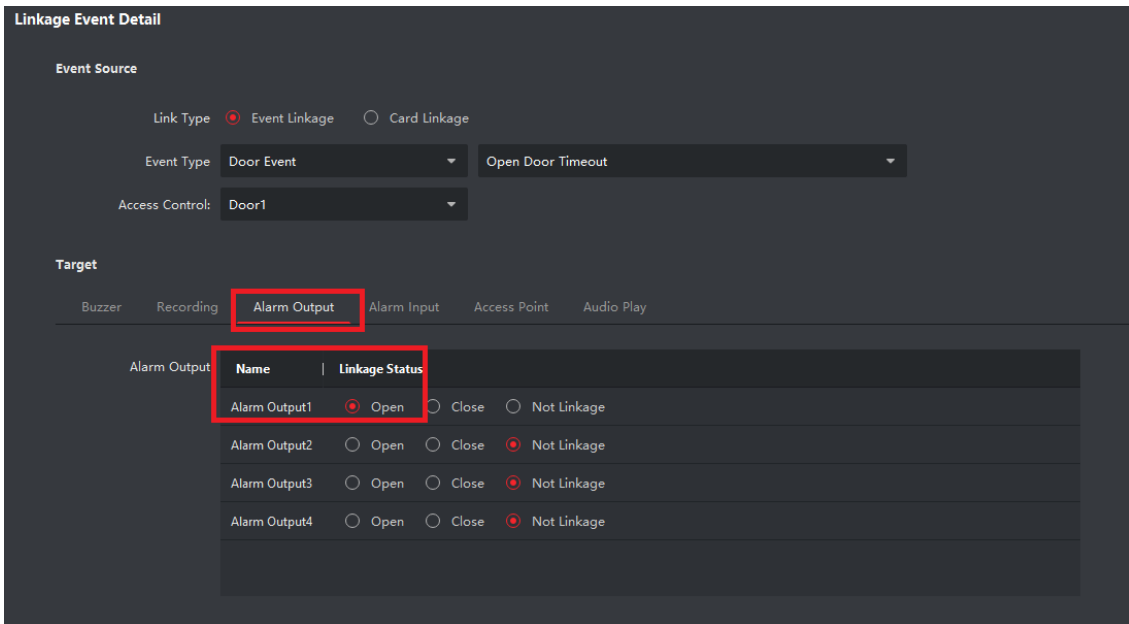 Linkage Event Detail
Event Source
Link Type Event Linkage Card Linkage
Event Type Door Event Open Door Timeout
Access Control: Door1
Target
Buzzer Recording Alarm Output Alarm Input Access Point Audio Play
Alarm Output Name | Linkage Status
Alarm Output1 Open Close Not Linkage
Alarm Output2 Open Close Not Linkage
Alarm Output3 Open Close Not Linkage
Alarm Output4 Open Close Not Linkage